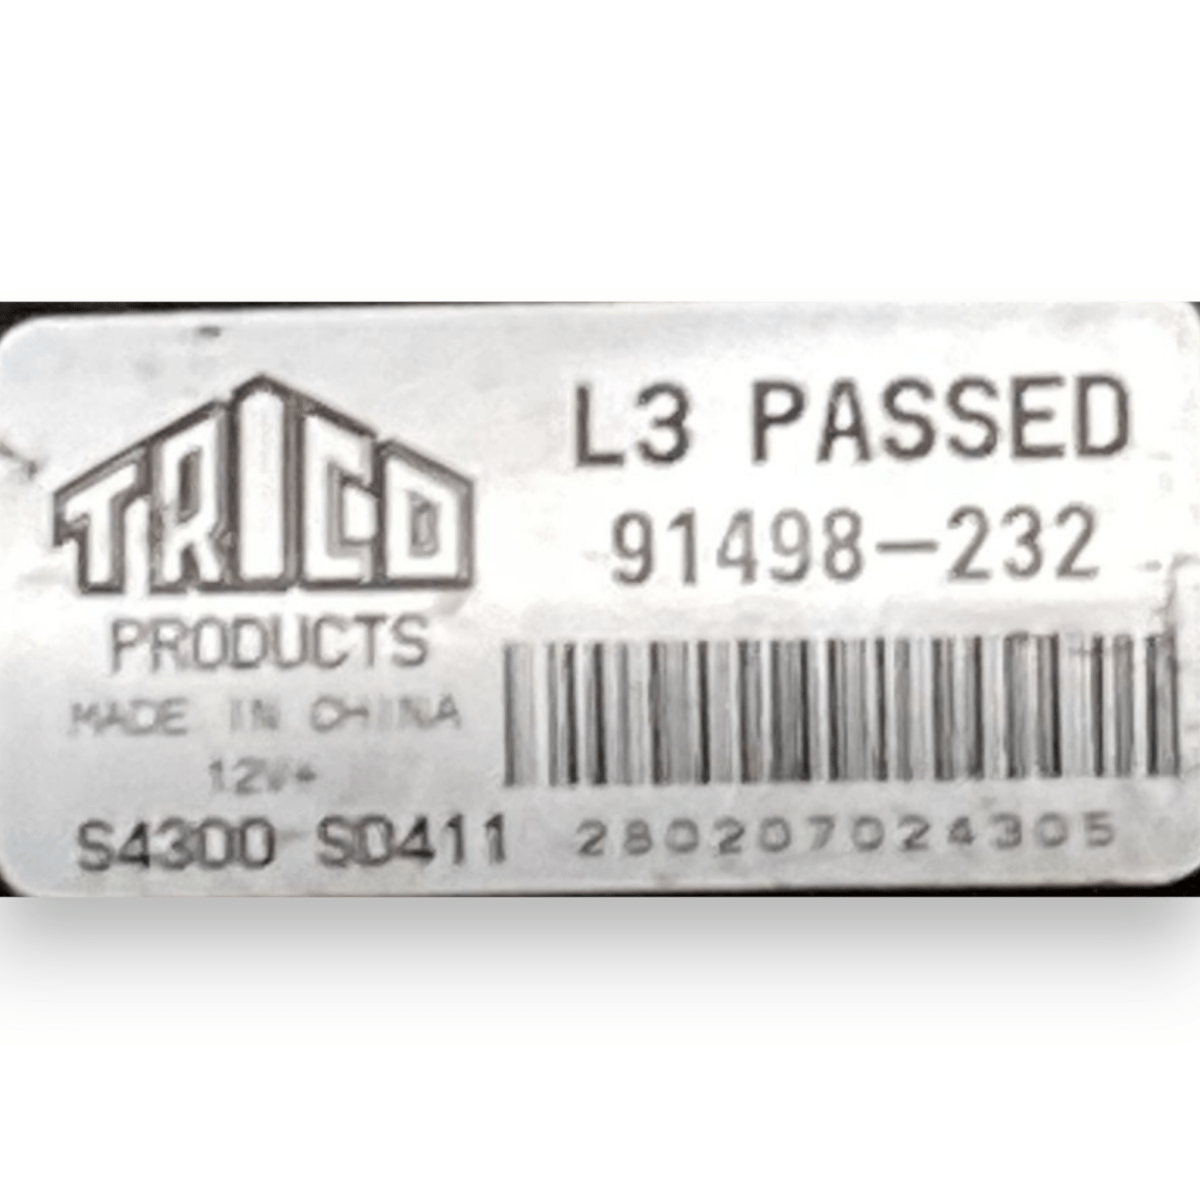 TRICO
PRODUCTS
MADE IN CHINA
12V+
S4300 S0411
L3 PASSED
91498-232
280207024305